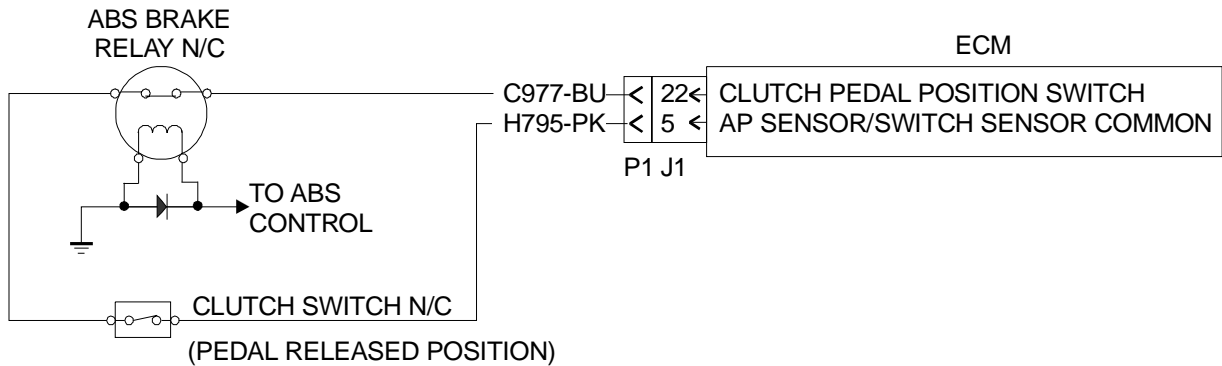 ABS BRAKE
RELAY N/C
ECM
C977-BU 22 CLUTCH PEDAL POSITION SWITCH
H795-PK 5 AP SENSOR/SWITCH SENSOR COMMON
P1 J1
TO ABS
CONTROL
CLUTCH SWITCH N/C
(PEDAL RELEASED POSITION)